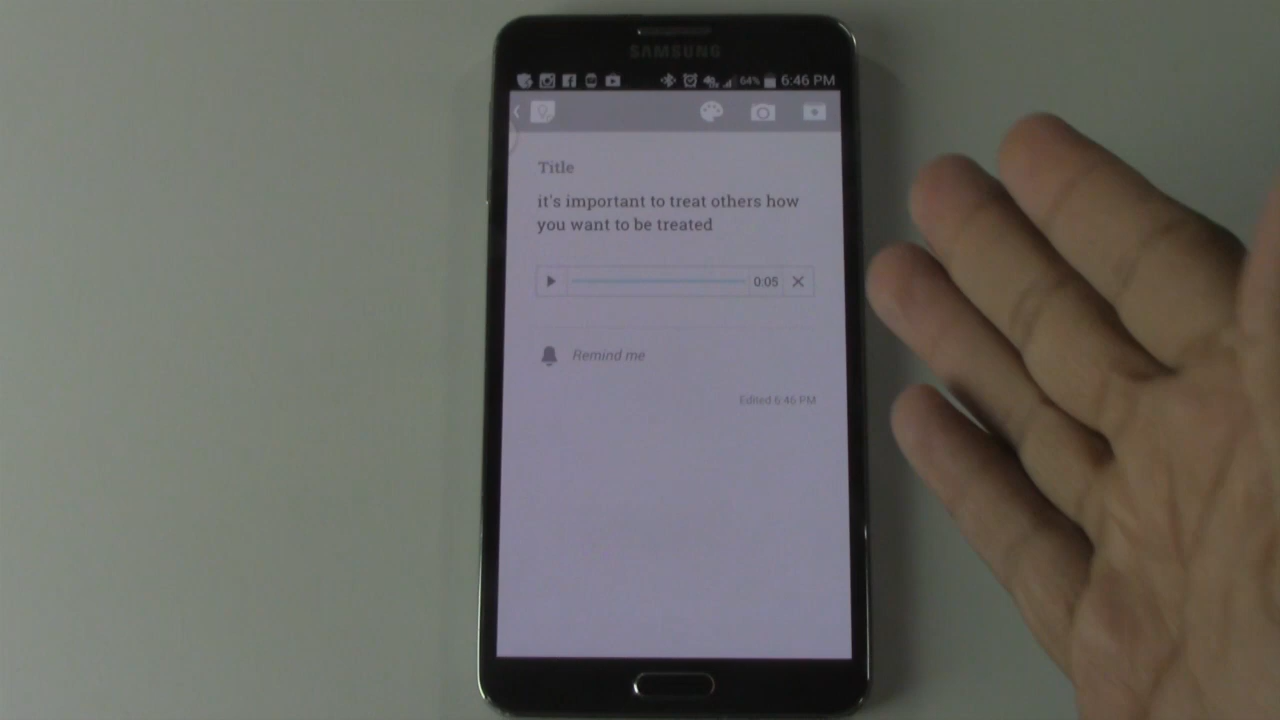 SAMSUNG
64% 6:46 PM
Title
it's important to treat others how
you want to be treated
0:05
Remind me
Edited 6:46 PM